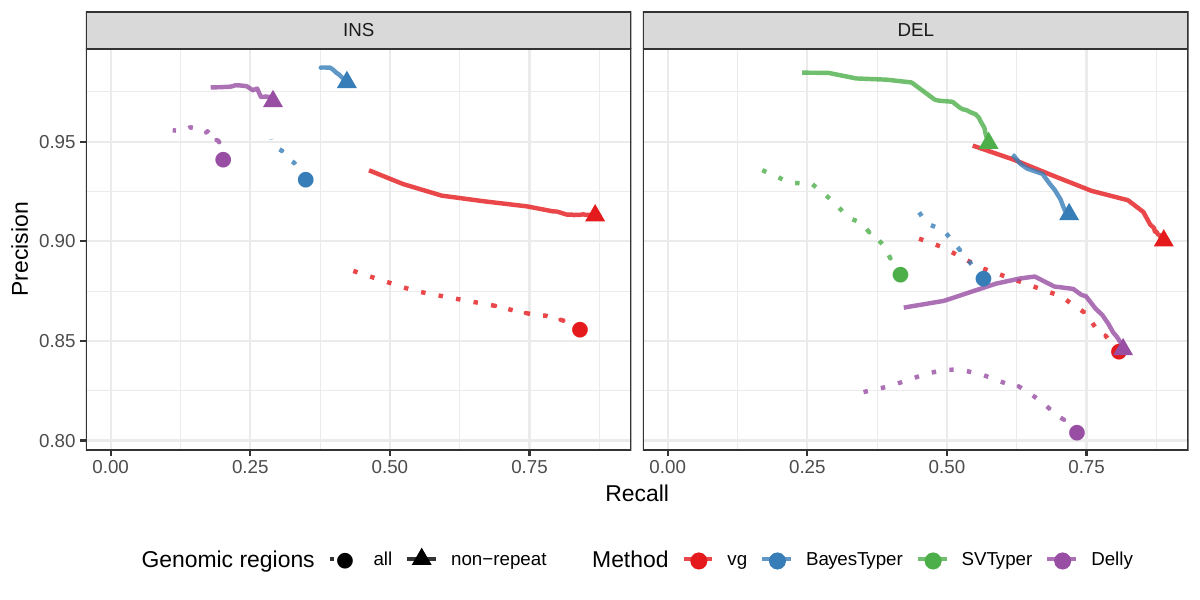 INS DEL
Precision
0.95
0.90
0.85
0.80
0.00 0.25 0.50 0.75 0.00 0.25 0.50 0.75
Recall
Genomic regions all non−repeat Method vg BayesTyper SVTyper Delly